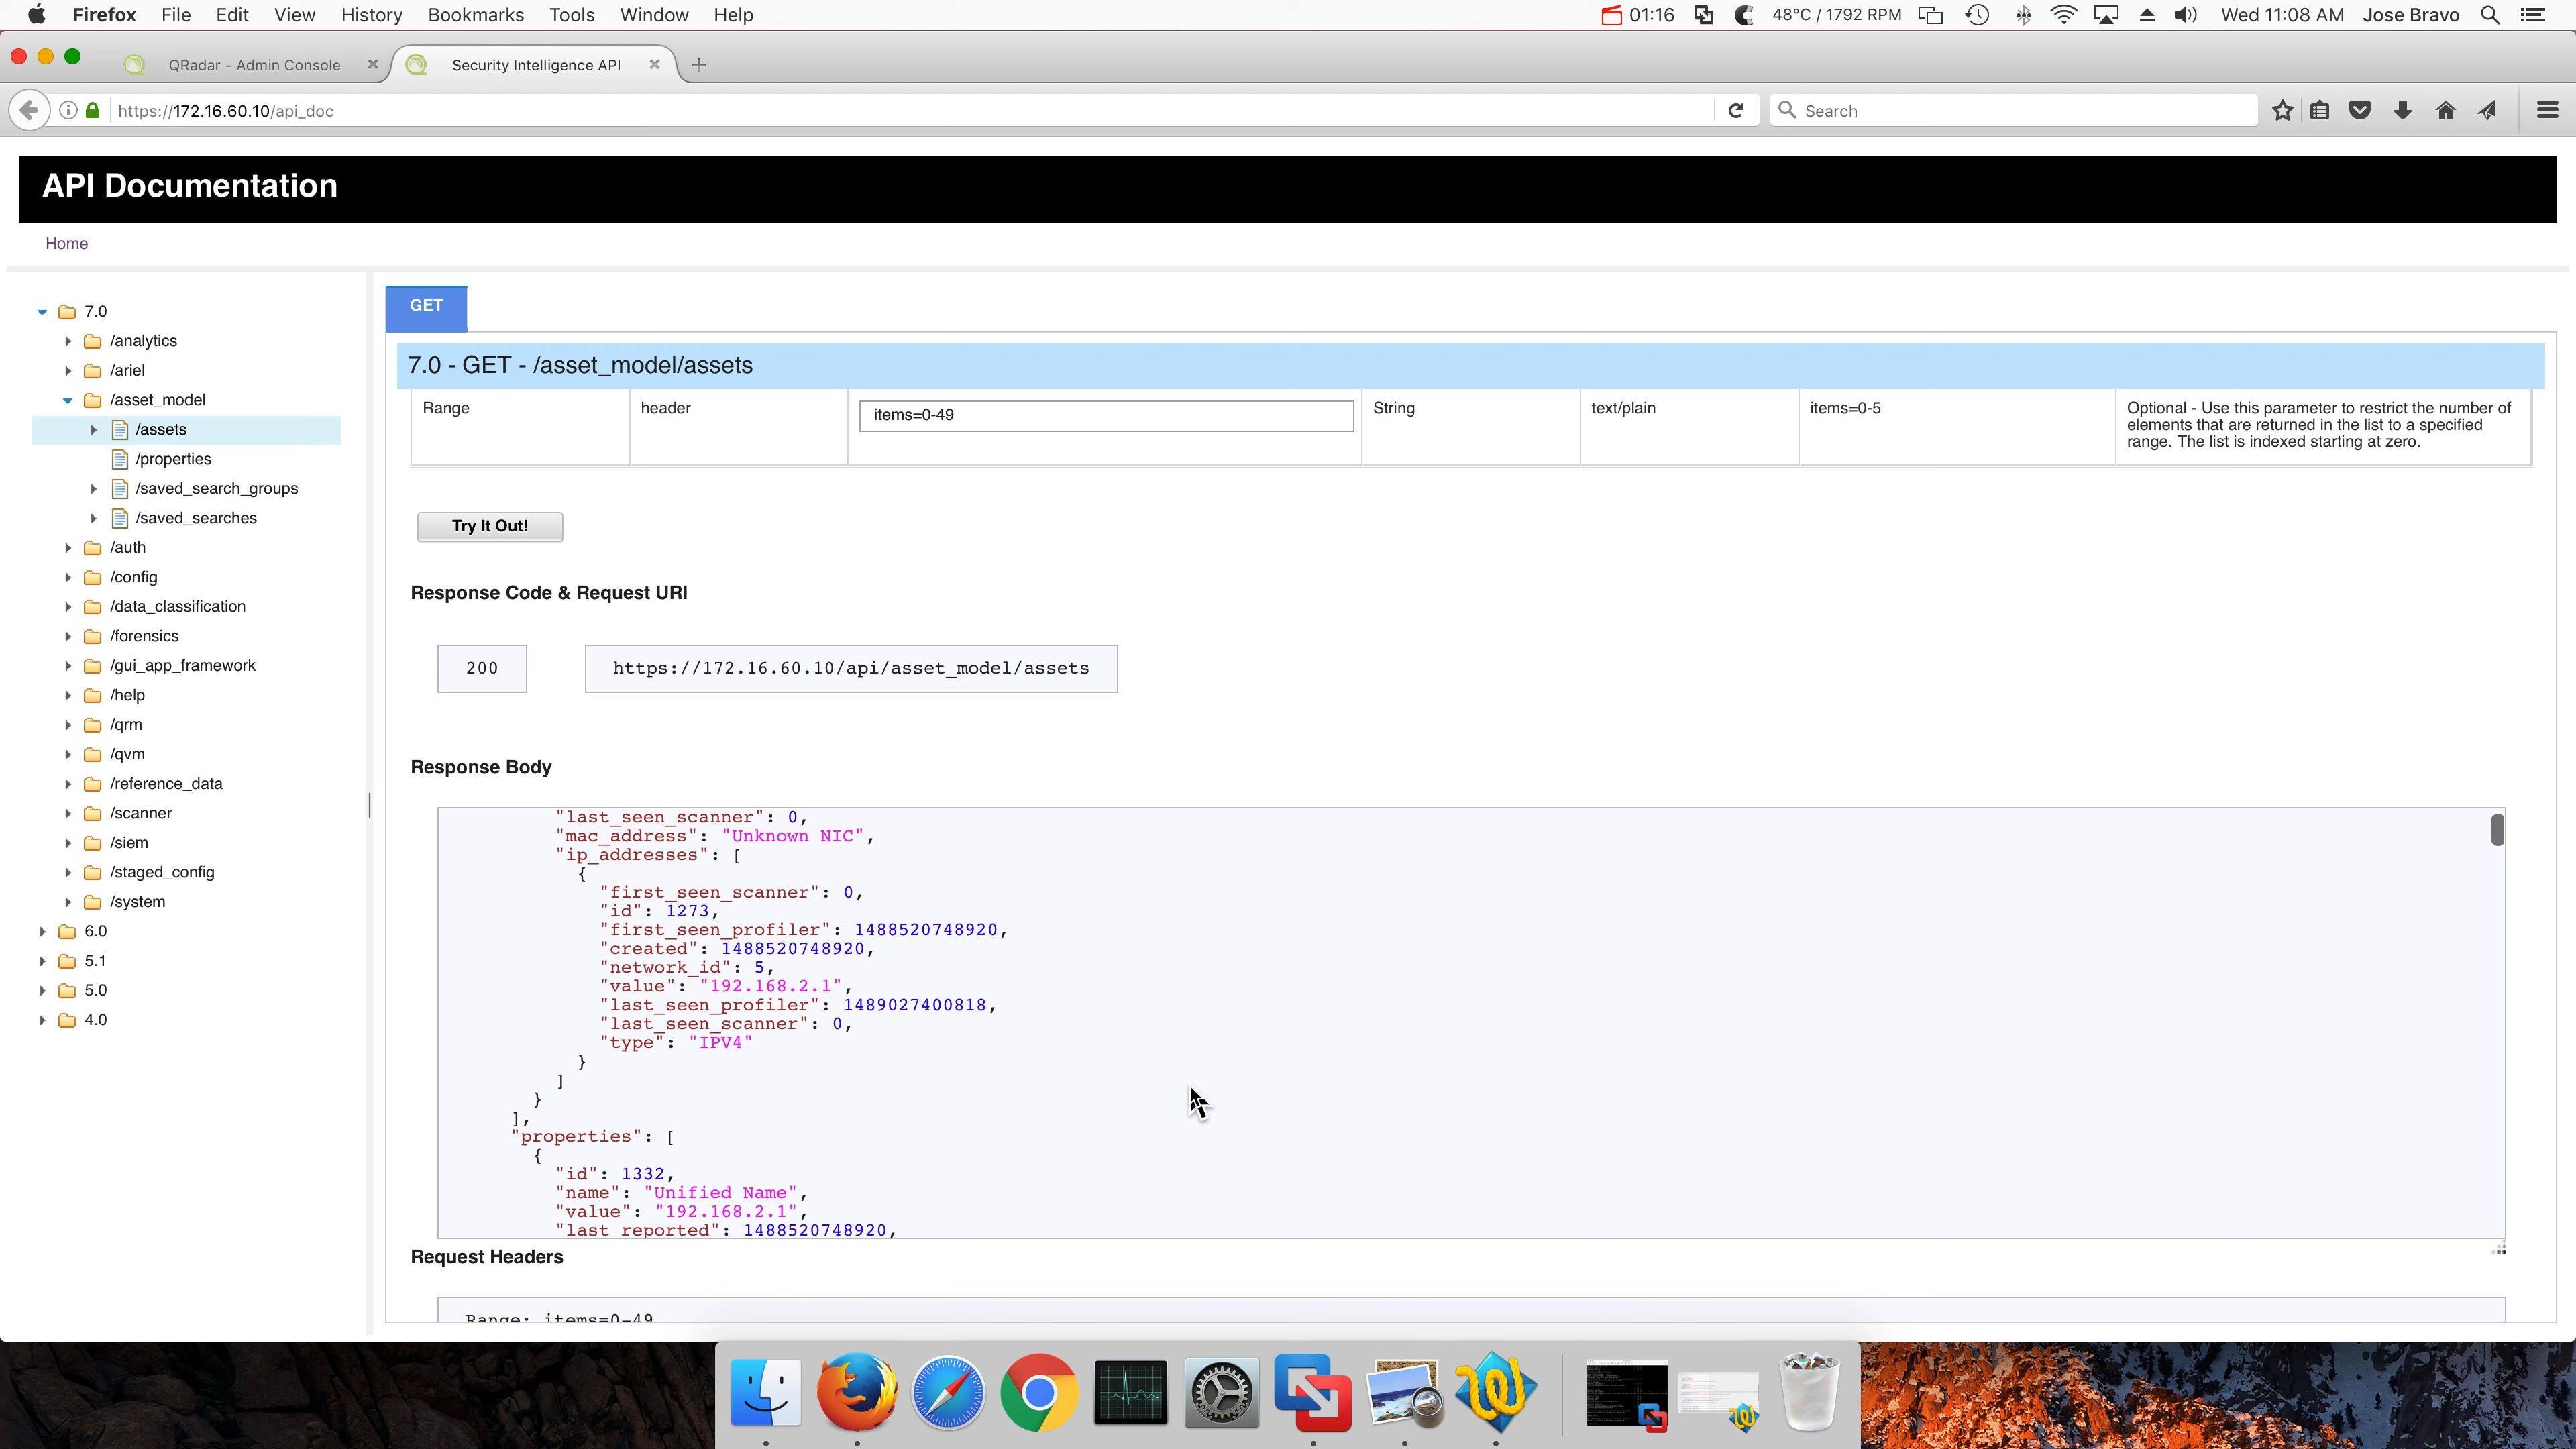 Firefox File Edit View History Bookmarks Tools Window Help 01:16 48°C / 1792 RPM Wed 11:08 AM Jose Bravo
QRadar - Admin Console
Security Intelligence API
https://172.16.60.10/api_doc
Search
API Documentation
Home
7.0
/analytics
/ariel
/asset_model
/assets
/properties
/saved_search_groups
/saved_searches
/auth
/config
/data_classification
/forensics
/gui_app_framework
/help
/qrm
/qvm
/reference_data
/scanner
/siem
/staged_config
/system
6.0
5.1
5.0
4.0
GET
7.0 - GET - /asset_model/assets
Range header items=0-49 String text/plain items=0-5 Optional - Use this parameter to restrict the number of
elements that are returned in the list to a specified
range. The list is indexed starting at zero.
Try It Out!
Response Code & Request URI
200 https://172.16.60.10/api/asset_model/assets
Response Body
"last_seen_scanner": 0,
"mac_address": "Unknown NIC",
"ip_addresses": [
{
"first_seen_scanner": 0,
"id": 1273,
"first_seen_profiler": 1488520748920,
"created": 1488520748920,
"network_id": 5,
"value": "192.168.2.1",
"last_seen_profiler": 1489027400818,
"last_seen_scanner": 0,
"type": "IPV4"
}
]
}
],
"properties": [
{
"id": 1332,
"name": "Unified Name",
"value": "192.168.2.1",
"last_reported": 1488520748920,
Request Headers
Range: items=0-49